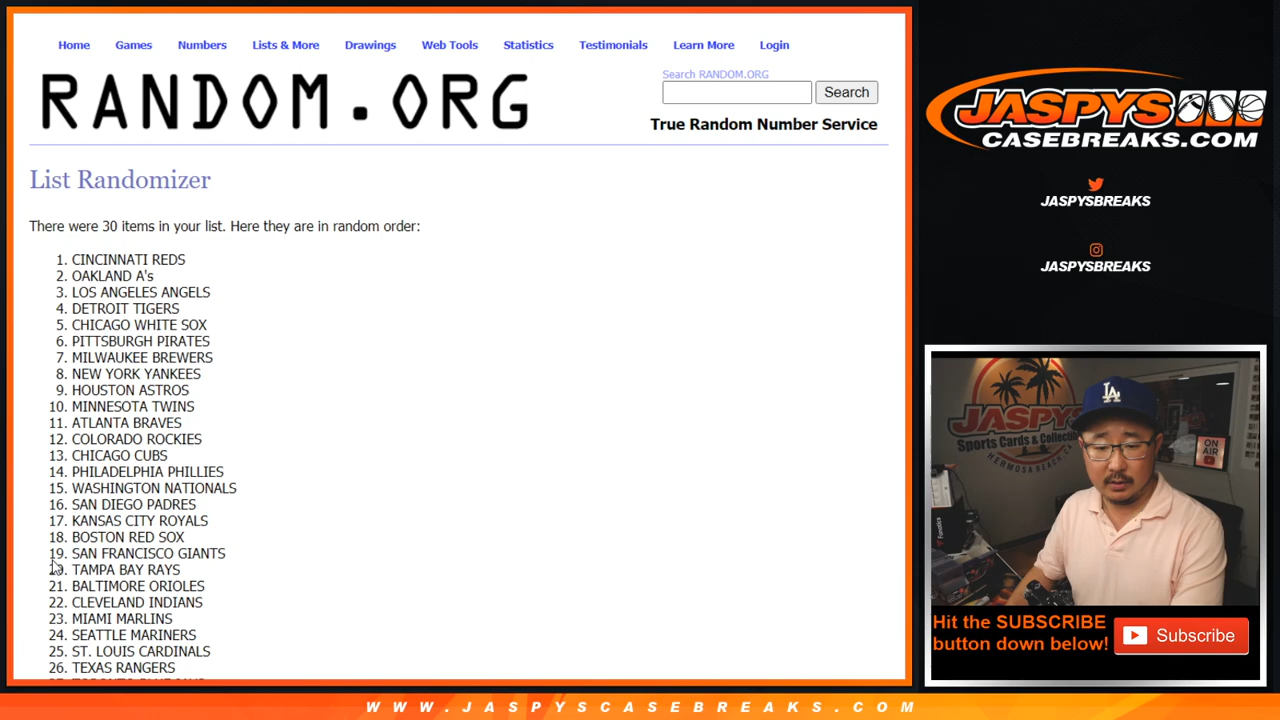 Home Games Numbers Lists & More Drawings Web Tools Statistics Testimonials Learn More Login
RANDOM.ORG
Search RANDOM.ORG
Search
True Random Number Service
List Randomizer
There were 30 items in your list. Here they are in random order:
1. CINCINNATI REDS
2. OAKLAND A's
3. LOS ANGELES ANGELS
4. DETROIT TIGERS
5. CHICAGO WHITE SOX
6. PITTSBURGH PIRATES
7. MILWAUKEE BREWERS
8. NEW YORK YANKEES
9. HOUSTON ASTROS
10. MINNESOTA TWINS
11. ATLANTA BRAVES
12. COLORADO ROCKIES
13. CHICAGO CUBS
14. PHILADELPHIA PHILLIES
15. WASHINGTON NATIONALS
16. SAN DIEGO PADRES
17. KANSAS CITY ROYALS
18. BOSTON RED SOX
19. SAN FRANCISCO GIANTS
TAMPA BAY RAYS
21. BALTIMORE ORIOLES
22. CLEVELAND INDIANS
23. MIAMI MARLINS
24. SEATTLE MARINERS
25. ST. LOUIS CARDINALS
26. TEXAS RANGERS
JASPYS
CASEBREAKS.COM
JASPYSBREAKS
JASPYSBREAKS
JASPYS
Sports Cards & Collectib
HERMOSA BEACH, CA
LA
ON
AIR
Fanatics
Hit the SUBSCRIBE
button down below!
Subscribe
WWW.JASPYSCASEBREAKS.COM